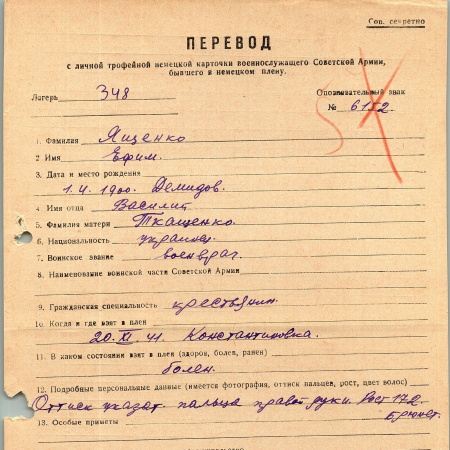 Сов. секретно
ПЕРЕВОД
с личной трофейной немецкой карточки военнослужащего Советской Армии,
бывшего в немецком плену.
Лагерь 348
Опознавательный знак
№ 6152.
1. Фамилия Ященко
2 Имя Ефим.
3. Дата и место рождения
1.4.1900. Демидов.
4. Имя отца Василий
5. Фамилия матери Ткащенко.
6. Национальность украинец.
7. Воинское звание военврач.
8. Наименование воинской части Советской Армии
9. Гражданская специальность крестьянин
10. Когда и где взят в плен
20.XI.41. Константиновка.
11. В каком состоянии взят в плен (здоров, болен, ранен)
болен.
12. Подробные персональные данные (имеется фотография, оттиск пальцев, рост, цвет волос)
Оттиск указат. пальца правой руки. Рост 172.
Брюнет.
13. Особые приметы